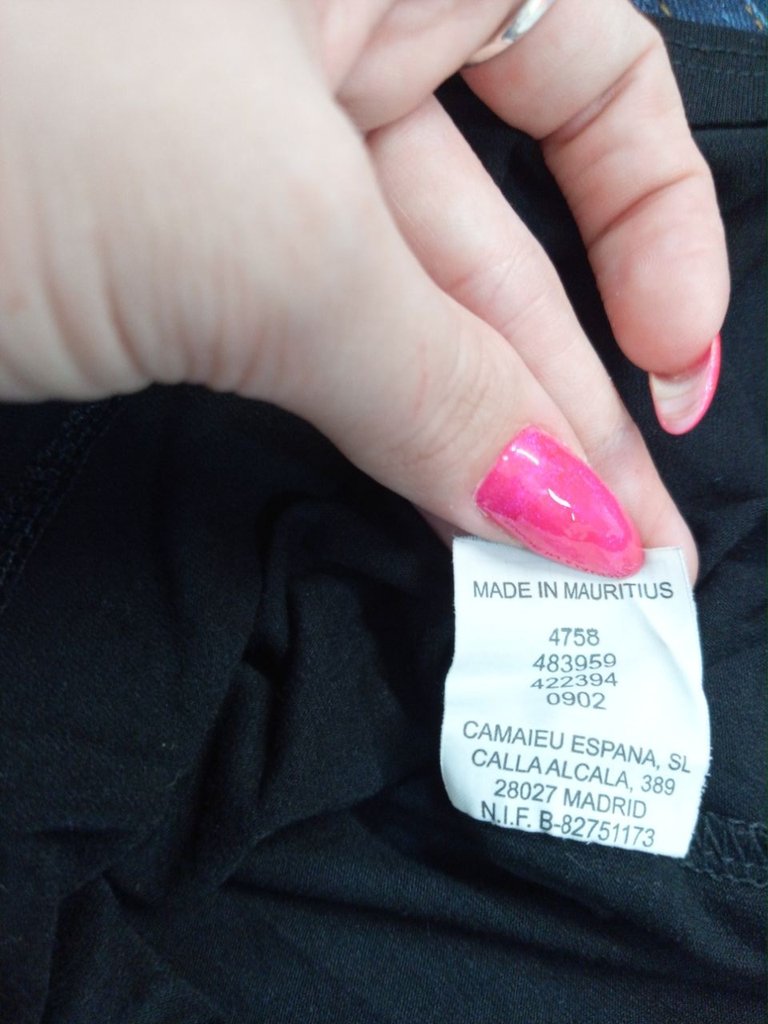 MADE IN MAURITIUS
4758
483959
422394
0902
CAMAIEU ESPANA, SL
CALLA ALCALA, 389
28027 MADRID
N.I.F. B-82751173